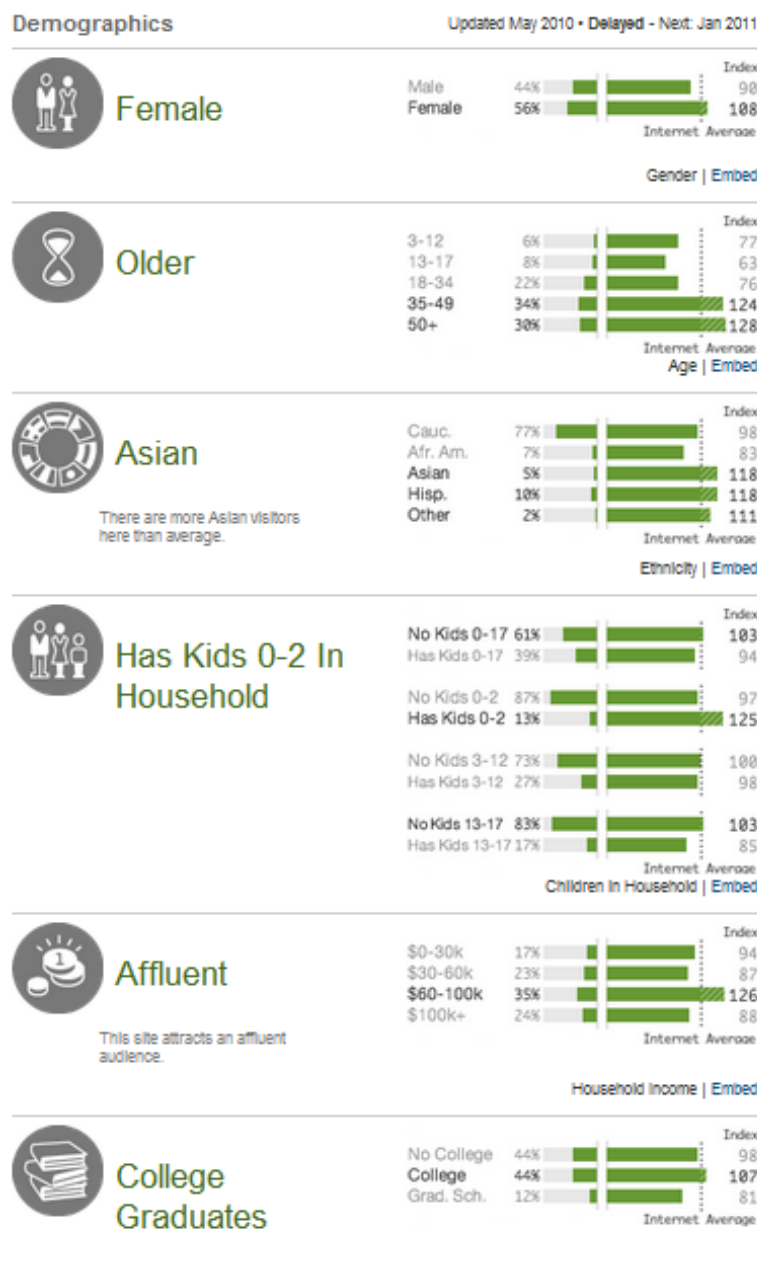 Demographics
Updated May 2010 • Delayed - Next: Jan 2011
Female
Index
Male 44% 90
Female 56% 108
Internet Average
Gender | Embed
Older
Index
3-12 6% 77
13-17 8% 63
18-34 22% 76
35-49 34% 124
50+ 30% 128
Internet Average
Age | Embed
Asian
There are more Asian visitors
here than average.
Index
Cauc. 77% 98
Afr. Am. 7% 83
Asian 5% 118
Hisp. 10% 118
Other 2% 111
Internet Average
Ethnicity | Embed
Has Kids 0-2 In
Household
Index
No Kids 0-17 61% 103
Has Kids 0-17 39% 94
No Kids 0-2 87% 97
Has Kids 0-2 13% 125
No Kids 3-12 73% 100
Has Kids 3-12 27% 98
No Kids 13-17 83% 103
Has Kids 13-17 17% 85
Internet Average
Children in Household | Embed
1
Affluent
This site attracts an affluent
audience.
Index
$0-30k 17% 94
$30-60k 23% 87
$60-100k 35% 126
$100k+ 24% 88
Internet Average
Household Income | Embed
College
Graduates
Index
No College 44% 98
College 44% 107
Grad. Sch. 12% 81
Internet Average